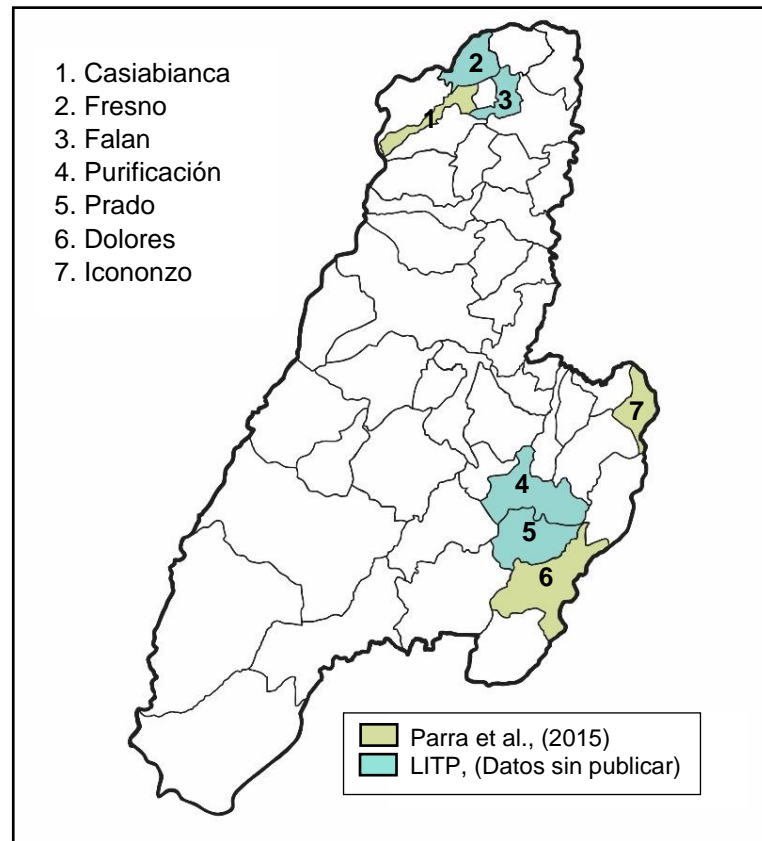 1. Casiabianca
2. Fresno
3. Falan
4. Purificación
5. Prado
6. Dolores
7. Icononzo
2
3
1
7
4
5
6
Parra et al., (2015)
LITP, (Datos sin publicar)